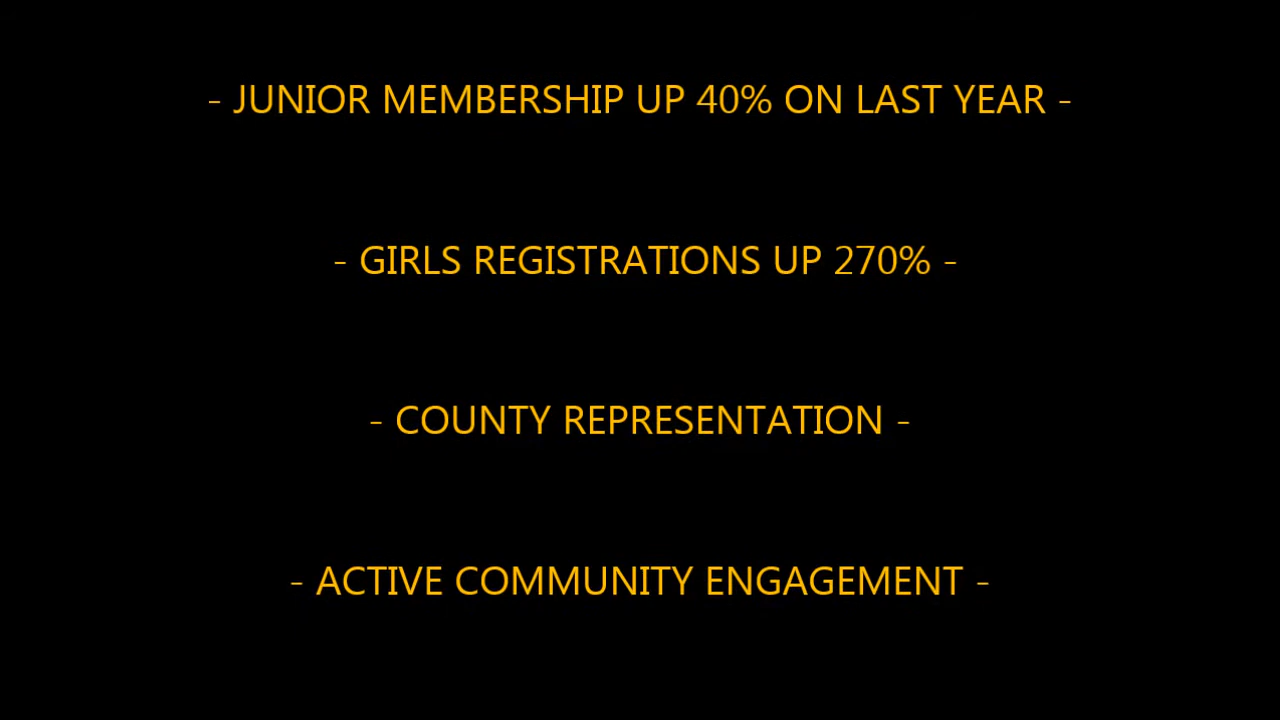 - JUNIOR MEMBERSHIP UP 40% ON LAST YEAR -
- GIRLS REGISTRATIONS UP 270% -
- COUNTY REPRESENTATION -
- ACTIVE COMMUNITY ENGAGEMENT -